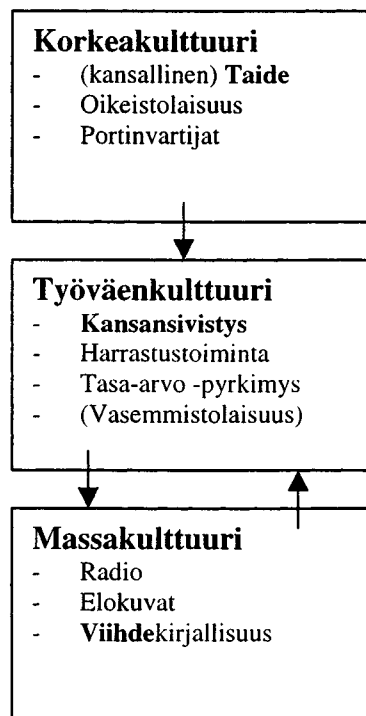 Korkeakulttuuri
- (kansallinen) Taide
- Oikeistolaisuus
- Portinvartijat
Työväenkulttuuri
- Kansansivistys
- Harrastustoiminta
- Tasa-arvo -pyrkimys
- (Vasemmistolaisuus)
Massakulttuuri
- Radio
- Elokuvat
- Viihdekirjallisuus